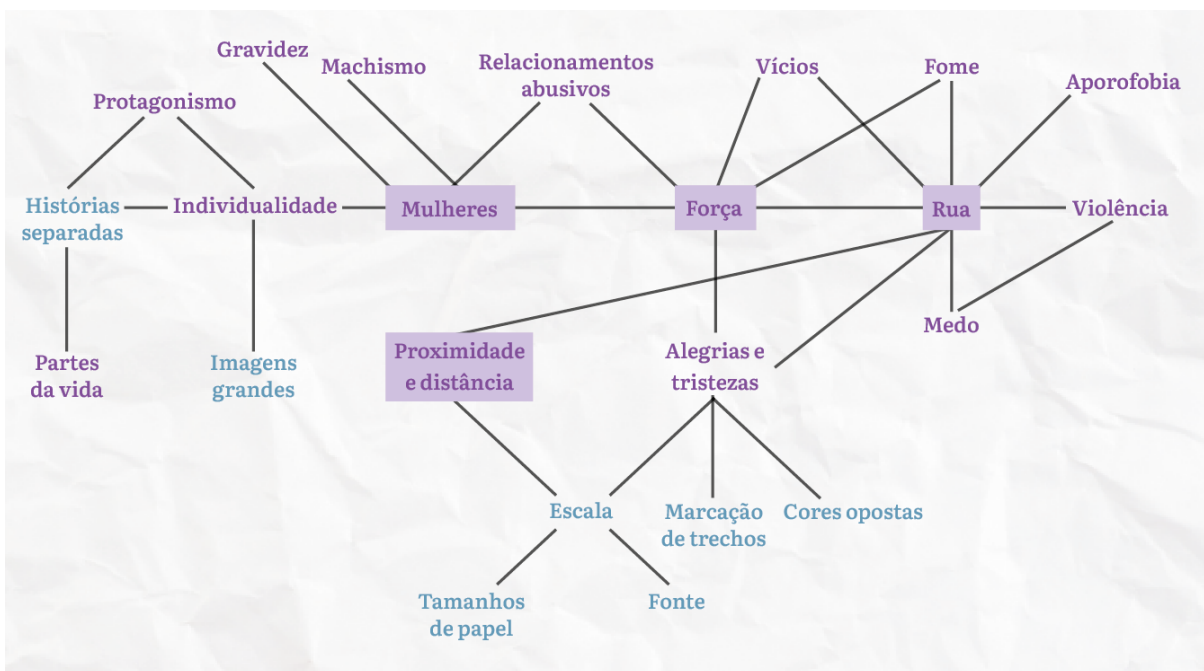 Gravidez
Machismo
Relacionamentos
abusivos
Vícios
Fome
Aporofobia
Protagonismo
Histórias
separadas
Individualidade
Mulheres
Força
Rua
Violência
Partes
da vida
Imagens
grandes
Proximidade
e distância
Alegrias e
tristezas
Medo
Escala
Marcação
de trechos
Cores opostas
Tamanhos
de papel
Fonte